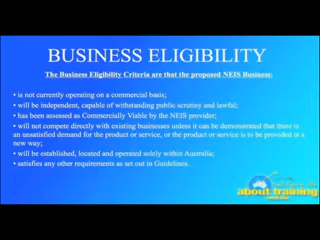 BUSINESS ELIGIBILITY
The Business Eligibility Criteria are that the proposed NEIS Business:
• is not currently operating on a commercial basis;
• will be independent, capable of withstanding public scrutiny and lawful;
• has been assessed as Commercially Viable by the NEIS provider;
• will not compete directly with existing businesses unless it can be demonstrated that there is
an unsatisfied demand for the product or service, or the product or service is to be provided in a
new way;
• will be established, located and operated solely within Australia;
• satisfies any other requirements as set out in Guidelines.
about training